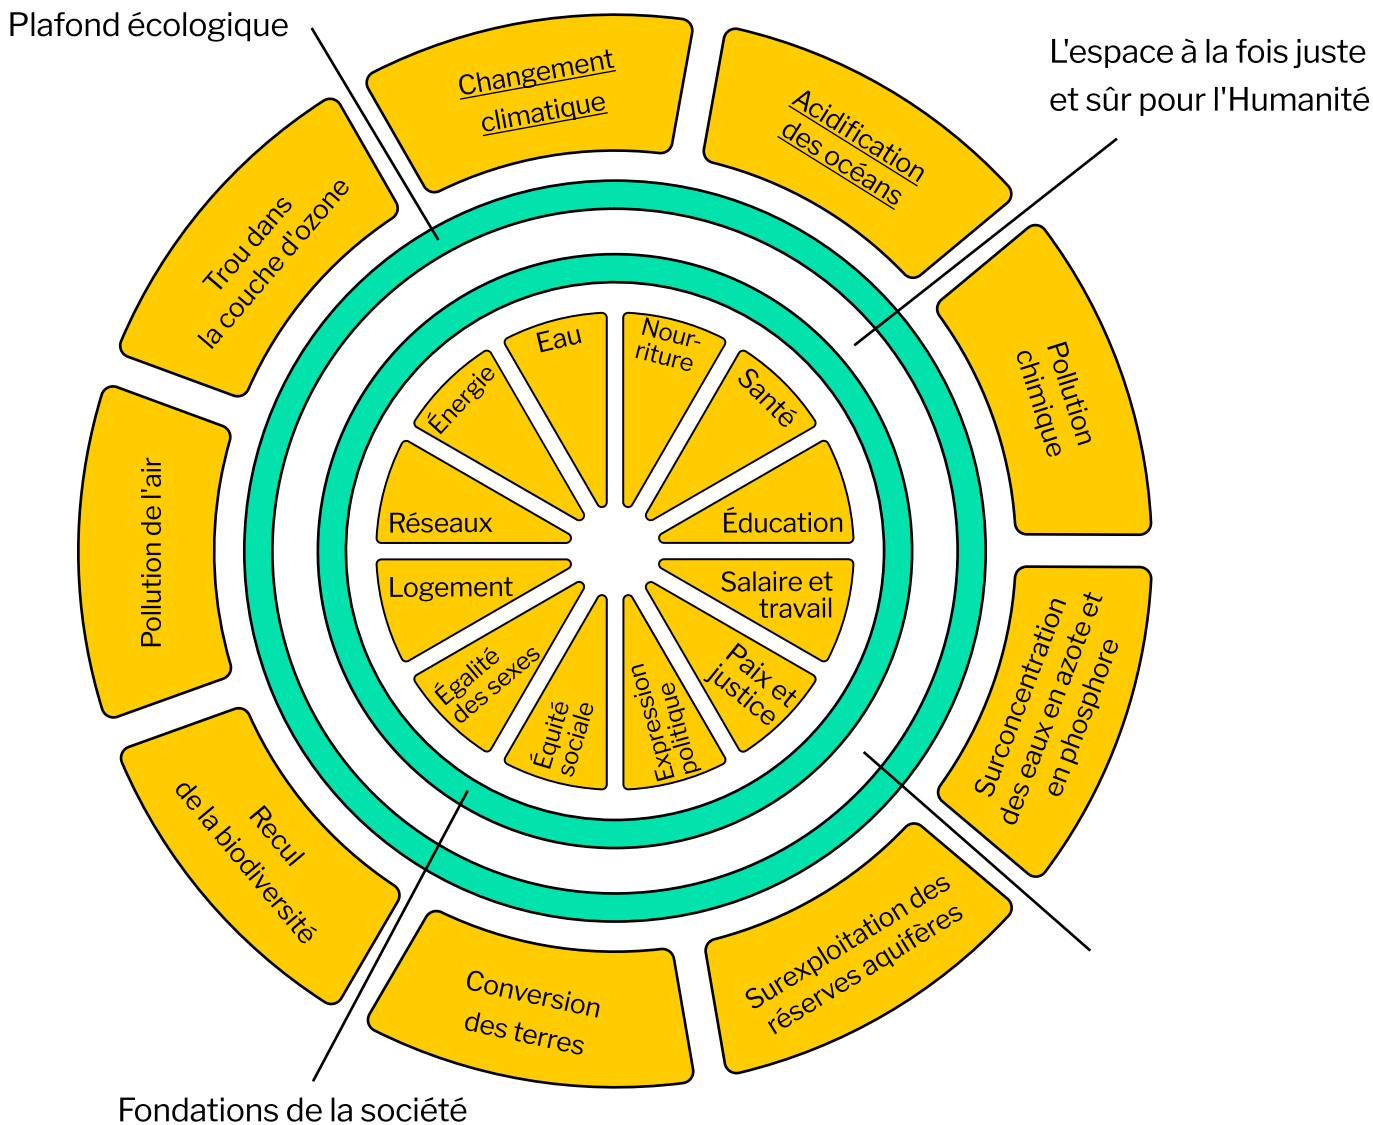 Plafond écologique
L'espace à la fois juste
et sûr pour l'Humanité
Changement
climatique
Acidification
des océans
Pollution
chimique
Surconcentration
des eaux en azote et
en phosphore
Surexploitation des
réserves aquifères
Conversion
des terres
Recul
de la biodiversité
Pollution de l'air
Trou dans
la couche d'ozone
Eau
Nour-
riture
Santé
Éducation
Salaire et
travail
Paix et
justice
Expression
politique
Équité
sociale
Égalité
des sexes
Logement
Réseaux
Énergie
Fondations de la société